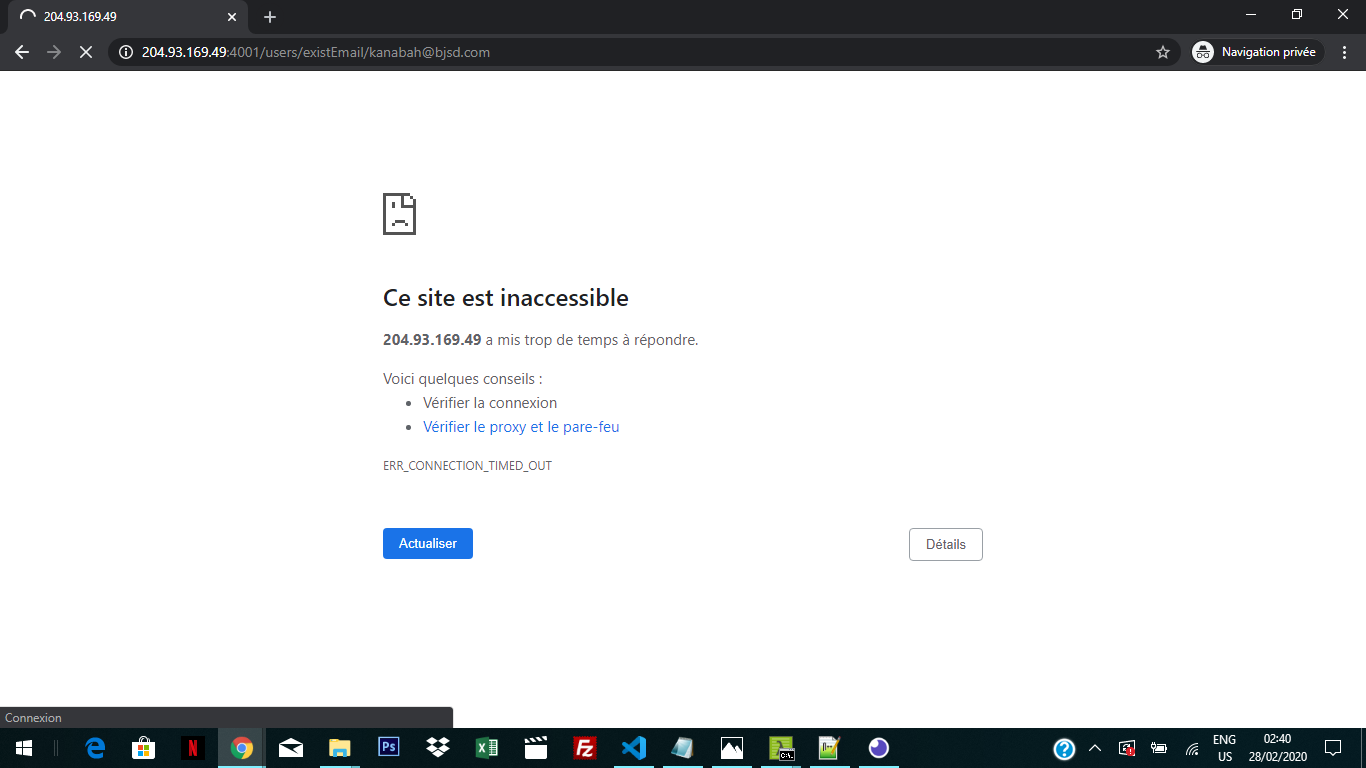 204.93.169.49
204.93.169.49:4001/users/existEmail/kanabah@bjsd.com
Navigation privée
Ce site est inaccessible
204.93.169.49 a mis trop de temps à répondre.
Voici quelques conseils :
Vérifier la connexion
Vérifier le proxy et le pare-feu
ERR_CONNECTION_TIMED_OUT
Actualiser
Détails
Connexion
N
Ps
Fz
C:\.
ENG
US
02:40
28/02/2020